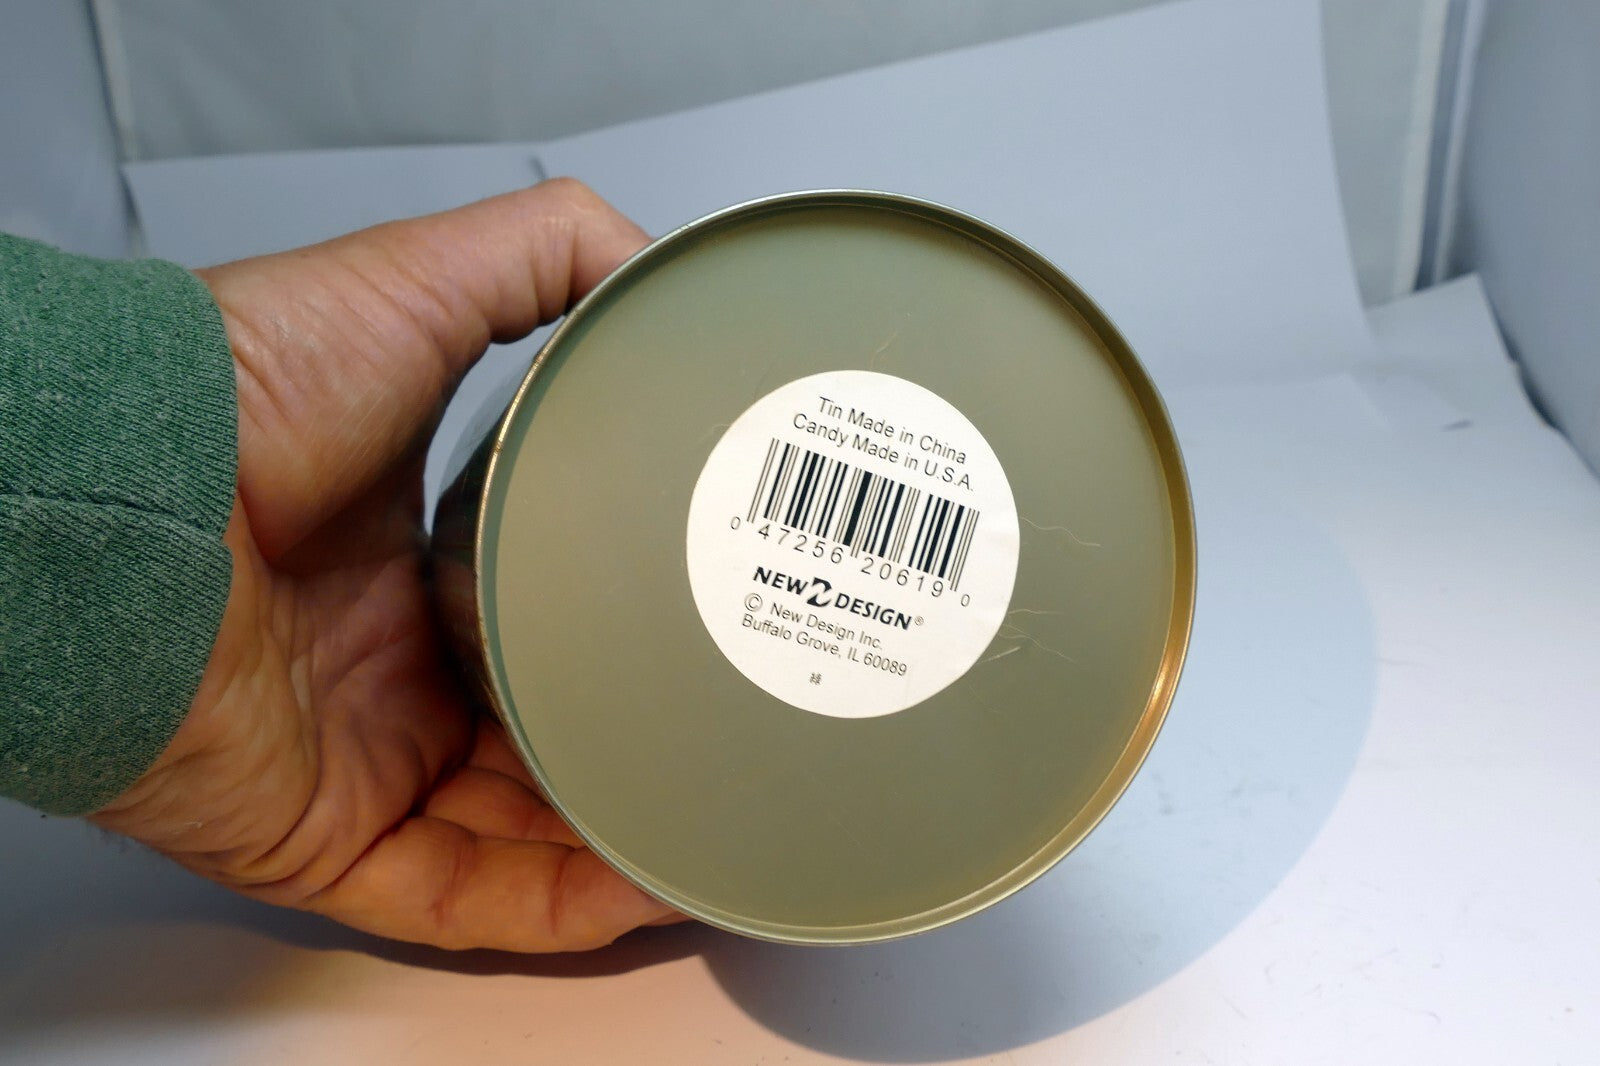 Tin Made in China
Candy Made in U.S.A.
0 47256 20619 0
NEW DESIGN®
© New Design Inc.
Buffalo Grove, IL 60089